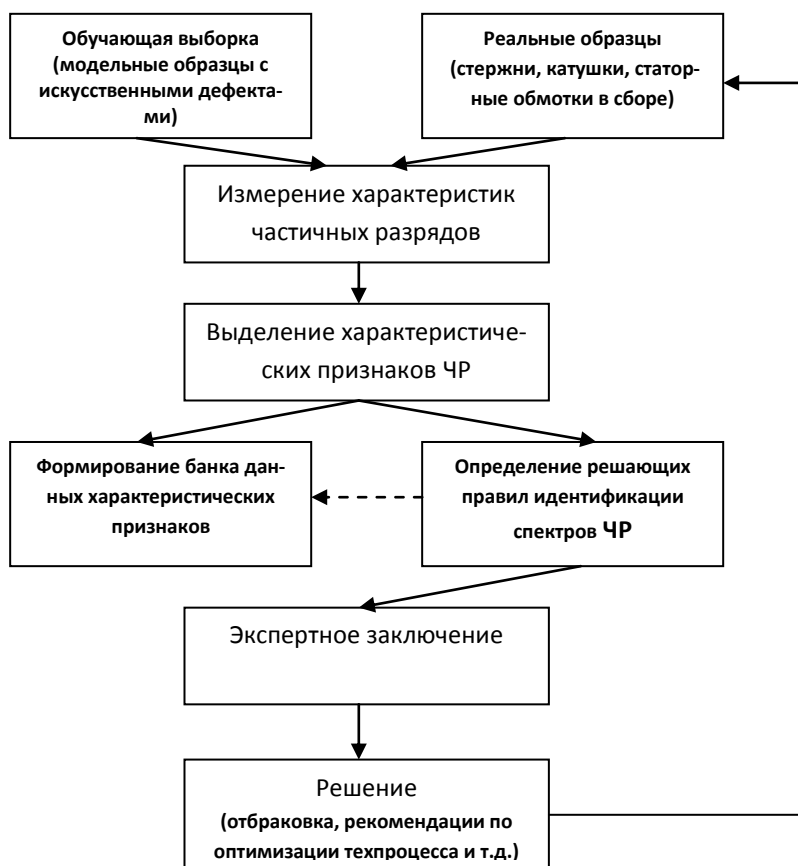 Обучающая выборка
(модельные образцы с
искусственными дефекта-
ми)
Реальные образцы
(стержни, катушки, статор-
ные обмотки в сборе)
Измерение характеристик
частичных разрядов
Выделение характеристиче-
ских признаков ЧР
Формирование банка дан-
ных характеристических
признаков
Определение решающих
правил идентификации
спектров ЧР
Экспертное заключение
Решение
(отбраковка, рекомендации по
оптимизации техпроцесса и т.д.)